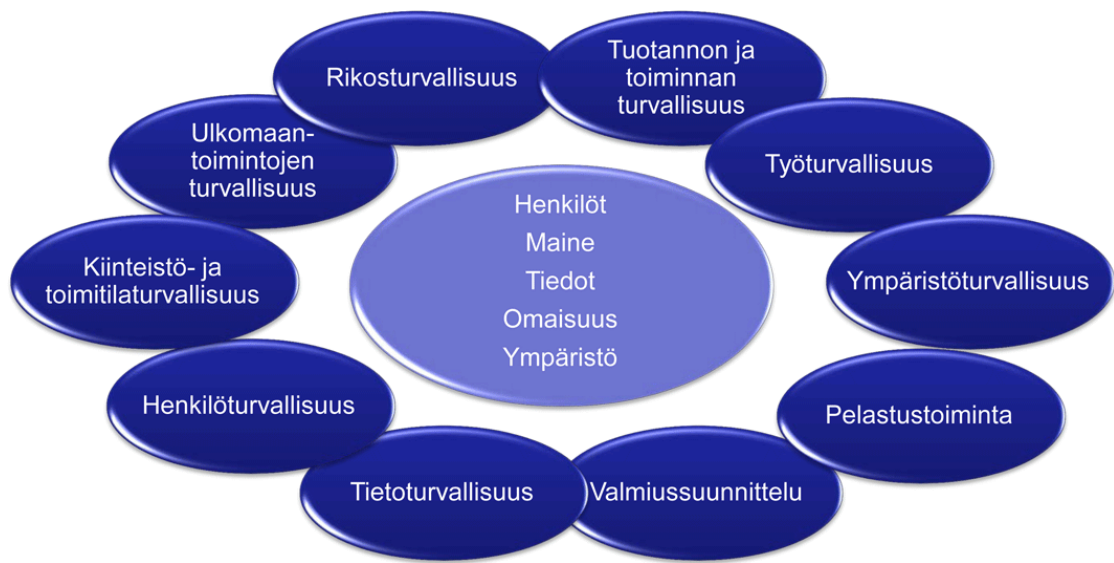 Rikosturvallisuus
Tuotannon ja
toiminnan
turvallisuus
Työturvallisuus
Ympäristöturvallisuus
Pelastustoiminta
Valmiussuunnittelu
Tietoturvallisuus
Henkilöturvallisuus
Kiinteistö- ja
toimitilaturvallisuus
Ulkomaan-
toimintojen
turvallisuus
Henkilöt
Maine
Tiedot
Omaisuus
Ympäristö